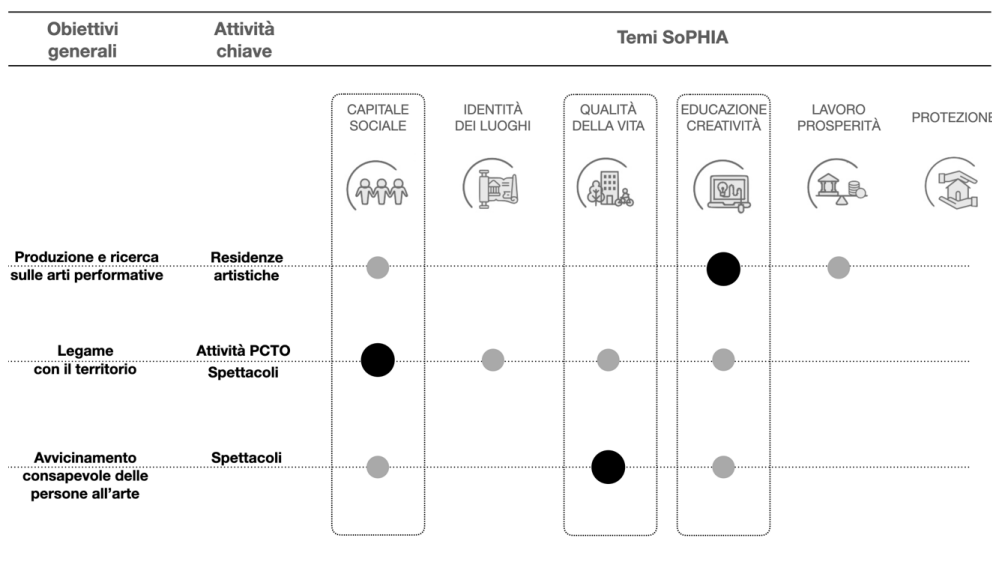 Obiettivi
generali
Attività
chiave
Temi SoPHIA
CAPITALE
SOCIALE
IDENTITÀ
DEI LUOGHI
QUALITÀ
DELLA VITA
EDUCAZIONE
CREATIVITÀ
LAVORO
PROSPERITÀ
PROTEZIONE
Produzione e ricerca
sulle arti performative
Residenze
artistiche
Legame
con il territorio
Attività PCTO
Spettacoli
Avvicinamento
consapevole delle
persone all’arte
Spettacoli